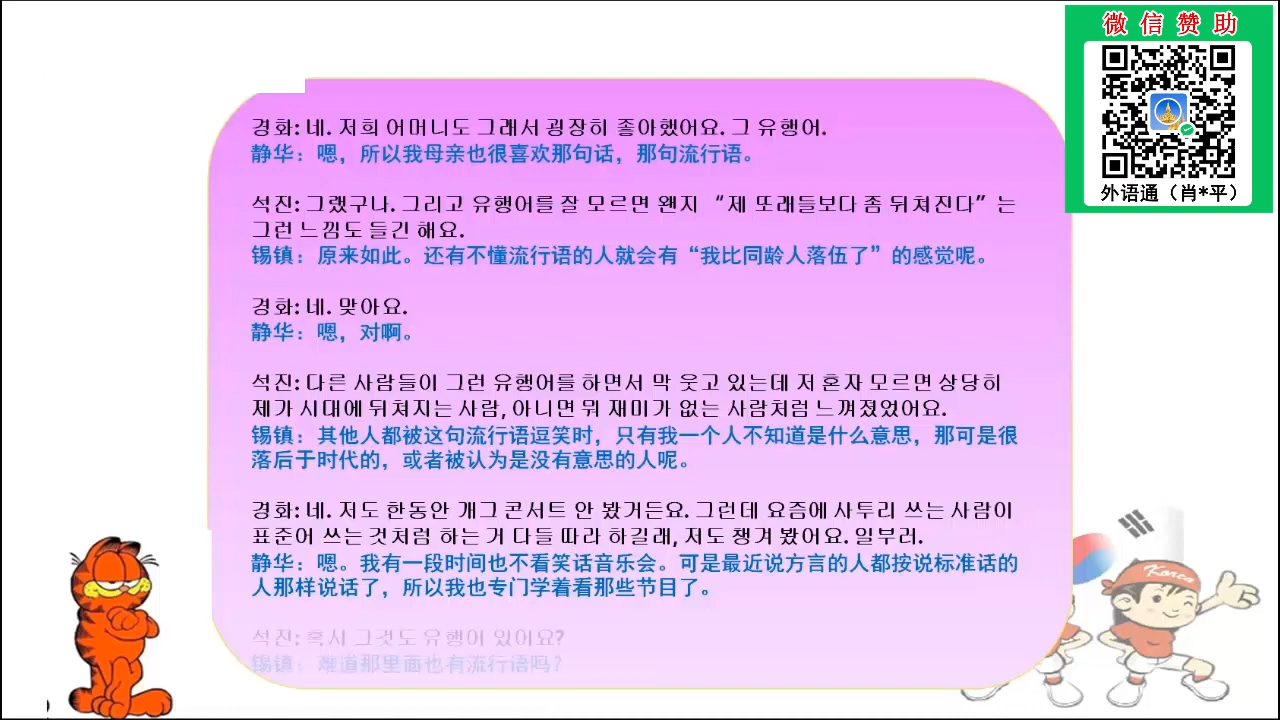 微信赞助
外语通（肖*平）
경화: 네. 저희 어머니도 그래서 굉장히 좋아했어요. 그 유행어.
静华：嗯，所以我母亲也很喜欢那句话，那句流行语。
석진: 그랬구나. 그리고 유행어를 잘 모르면 왠지 “제 또래들보다 좀 뒤쳐진다”는
그런 느낌도 들긴 해요.
锡镇：原来如此。还有不懂流行语的人就会有“我比同龄人落伍了”的感觉呢。
경화: 네. 맞아요.
静华：嗯，对啊。
석진: 다른 사람들이 그런 유행어를 하면서 막 웃고 있는데 저 혼자 모르면 상당히
제가 시대에 뒤쳐지는 사람, 아니면 뭐 재미가 없는 사람처럼 느껴졌었어요.
锡镇：其他人都被这句流行语逗笑时，只有我一个人不知道是什么意思，那可是很
落后于时代的，或者被认为是没有意思的人呢。
경화: 네. 저도 한동안 개그 콘서트 안 봤거든요. 그런데 요즘에 사투리 쓰는 사람이
표준어 쓰는 것처럼 하는 거 다들 따라 하길래, 저도 챙겨 봤어요. 일부러.
静华：嗯。我有一段时间也不看笑话音乐会。可是最近说方言的人都按说标准话的
人那样说话了，所以我也专门学着看那些节目了。
석진: 혹시 그것도 유행어 있어요?
锡镇：难道那里面也有流行语吗？
Korea